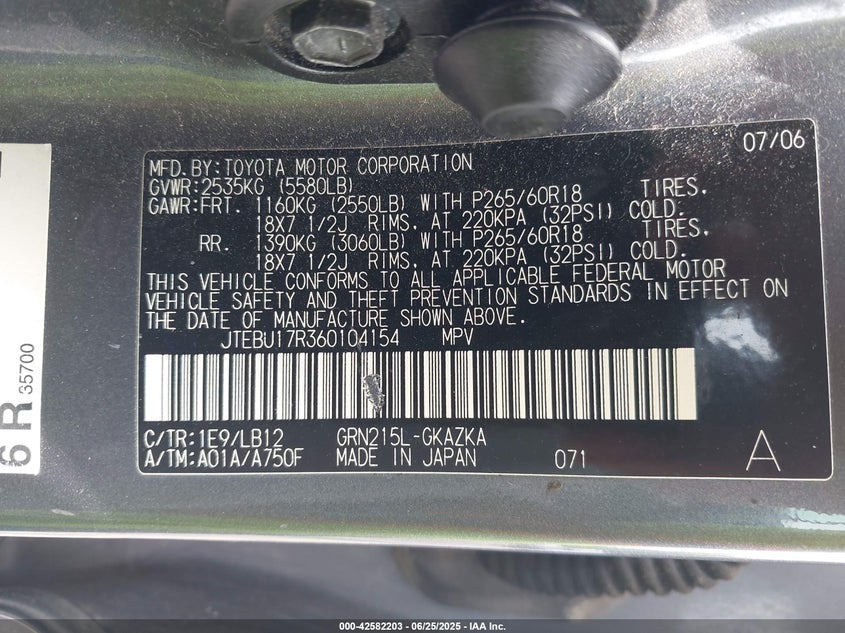 07/06
MFD.BY:TOYOTA MOTOR CORPORATION
GVWR:2535KG (5580LB)
GAWR:FRT. 1160KG (2550LB) WITH P265/60R18 TIRES,
18X7 1/2J RIMS, AT 220KPA (32PSI) COLD.
RR. 1390KG (3060LB) WITH P265/60R18 TIRES,
18X7 1/2J RIMS, AT 220KPA (32PSI) COLD.
THIS VEHICLE CONFORMS TO ALL APPLICABLE FEDERAL MOTOR
VEHICLE SAFETY AND THEFT PREVENTION STANDARDS IN EFFECT ON
THE DATE OF MANUFACTURE SHOWN ABOVE.
JTEBU17R360104154 MPV
C/TR:1E9/LB12 GRN215L-GKAZKA
A/TM:A01A/A750F MADE IN JAPAN 071 A
6 R 35700
000-42582203 - 06/25/2025 - IAA Inc.